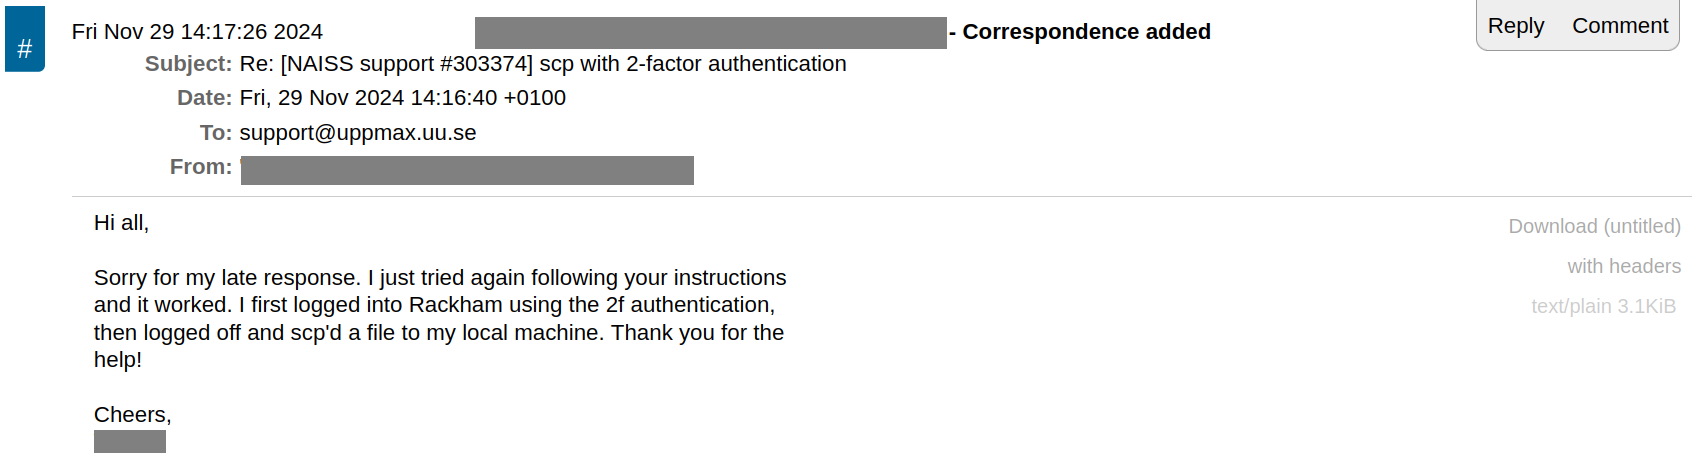 #
Fri Nov 29 14:17:26 2024 - Correspondence added
Reply Comment
Subject: Re: [NAISS support #303374] scp with 2-factor authentication
Date: Fri, 29 Nov 2024 14:16:40 +0100
To: support@uppmax.uu.se
From:
Hi all,
Download (untitled)
with headers
text/plain 3.1KiB
Sorry for my late response. I just tried again following your instructions
and it worked. I first logged into Rackham using the 2f authentication,
then logged off and scp'd a file to my local machine. Thank you for the
help!
Cheers,